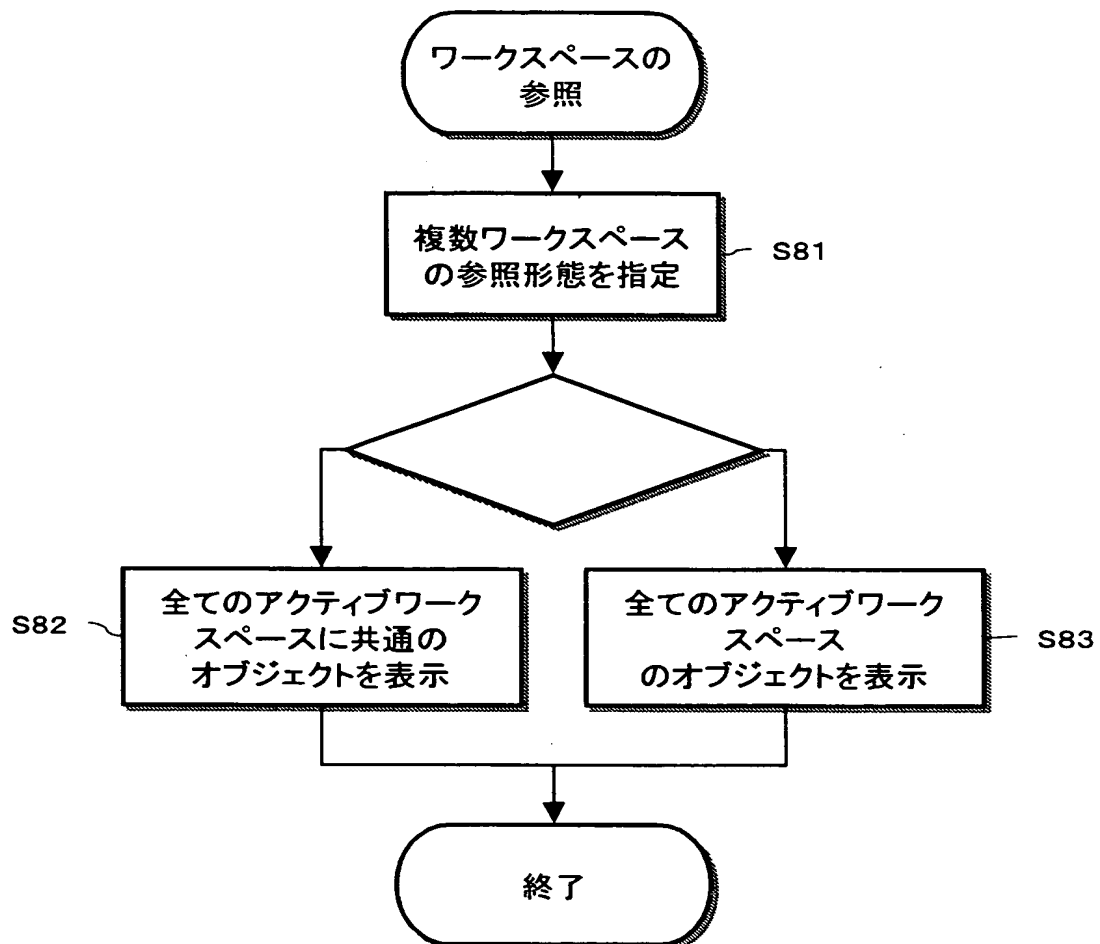 ワークスペースの
参照
複数ワークスペース
の参照形態を指定
S81
S82
全てのアクティブワーク
スペースに共通の
オブジェクトを表示
全てのアクティブワーク
スペース
のオブジェクトを表示
S83
終了